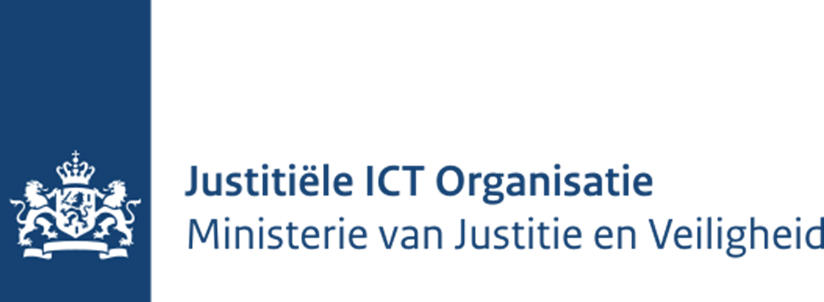 Justitiële ICT Organisatie
Ministerie van Justitie en Veiligheid